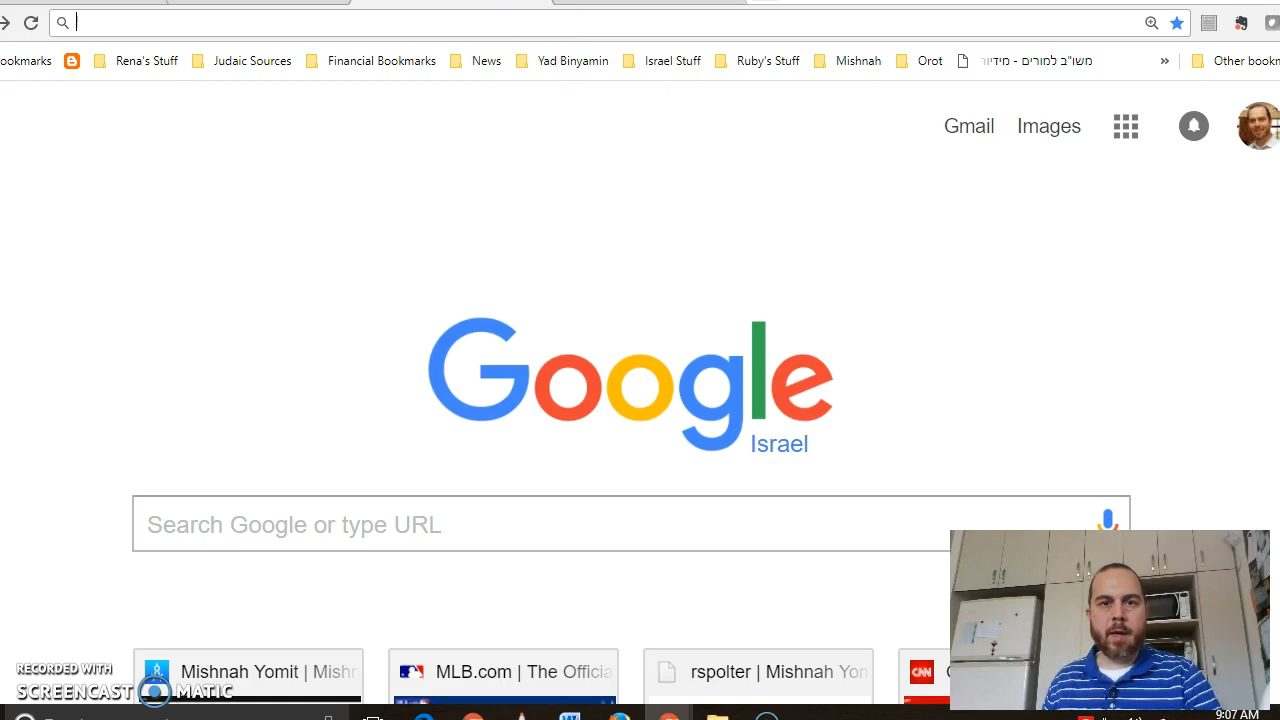 ookmarks Rena's Stuff Judaic Sources Financial Bookmarks News Yad Binyamin Israel Stuff Ruby's Stuff Mishnah Orot משו"ב למורים - מידיור » Other bookm
Gmail Images
Google
Israel
Search Google or type URL
Mishnah Yomit | Mishn
MLB.com | The Officia
rspolter | Mishnah Yom
CNN
RECORDED WITH
SCREENCAST MATIC
9:07 AM